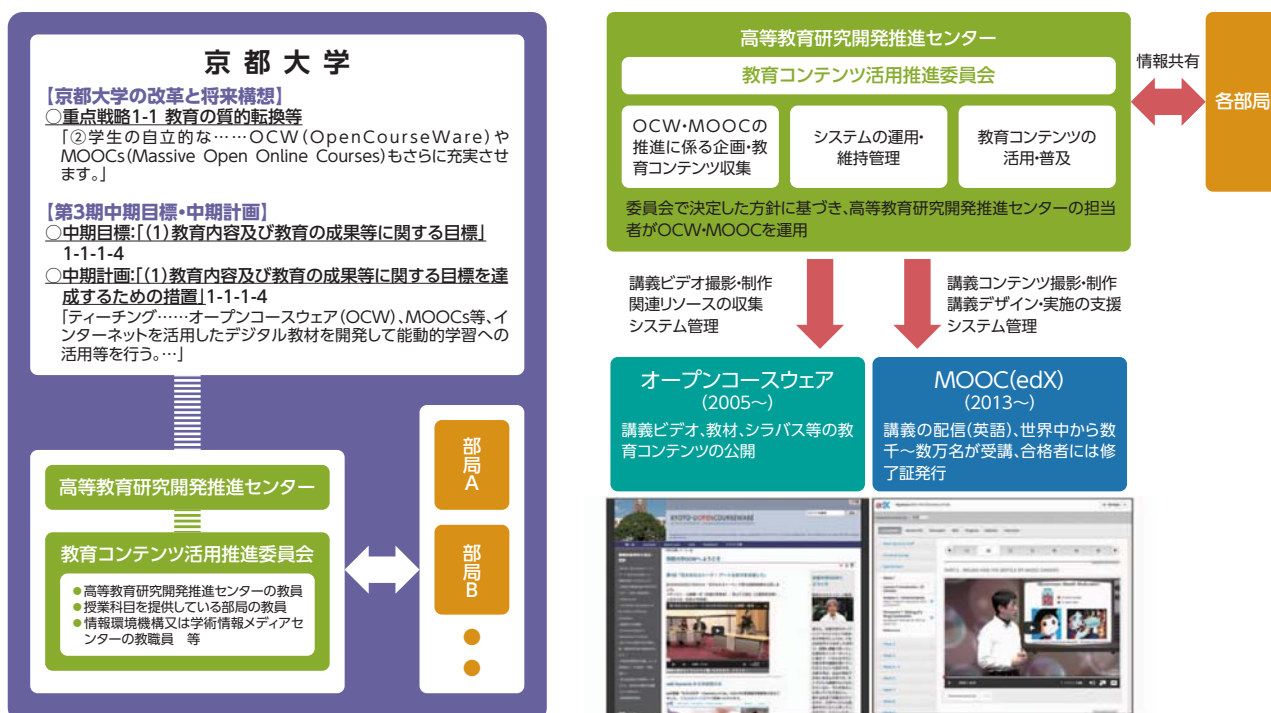 京都大学
【京都大学の改革と将来構想】
○重点戦略1-1 教育の質的転換等
「②学生の自立的な……OCW(OpenCourseWare)や
MOOCs(Massive Open Online Courses)もさらに充実させ
ます。」
【第3期中期目標・中期計画】
○中期目標:「(1)教育内容及び教育の成果等に関する目標」
1-1-1-4
○中期計画:「(1)教育内容及び教育の成果等に関する目標を達
成するための措置」1-1-1-4
「ティーチング……オープンコースウェア(OCW)、MOOCs等、イ
ンターネットを活用したデジタル教材を開発して能動的学習への
活用等を行う。…」
高等教育研究開発推進センター
教育コンテンツ活用推進委員会
●高等教育研究開発推進センターの教員
●授業科目を提供している部局の教員
●情報環境機構又は学術情報メディアセ
ンターの教職員 等
部局A
部局B
高等教育研究開発推進センター
教育コンテンツ活用推進委員会
OCW・MOOCの
推進に係る企画・教
育コンテンツ収集
システムの運用・
維持管理
教育コンテンツの
活用・普及
委員会で決定した方針に基づき、高等教育研究開発推進センターの担当
者がOCW・MOOCを運用
情報共有
各部局
講義ビデオ撮影・制作
関連リソースの収集
システム管理
講義コンテンツ撮影・制作
講義デザイン・実施の支援
システム管理
オープンコースウェア
(2005〜)
講義ビデオ、教材、シラバス等の教
育コンテンツの公開
MOOC(edX)
(2013〜)
講義の配信(英語)、世界中から数
千〜数万名が受講、合格者には修
了証発行
KYOTO-UOPENCOURSEWARE